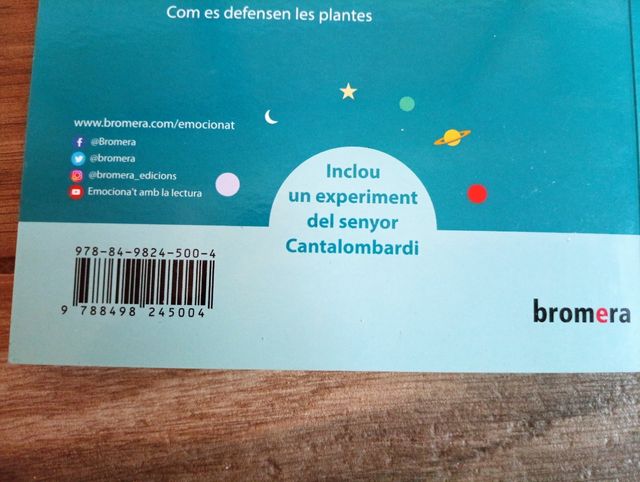 Com es defensen les plantes
www.bromera.com/emocionat
@Bromera
@bromera
@bromera_edicions
Emociona't amb la lectura
Inclou
un experiment
del senyor
Cantalombardi
978-84-9824-500-4
9 788498 245004
bromera